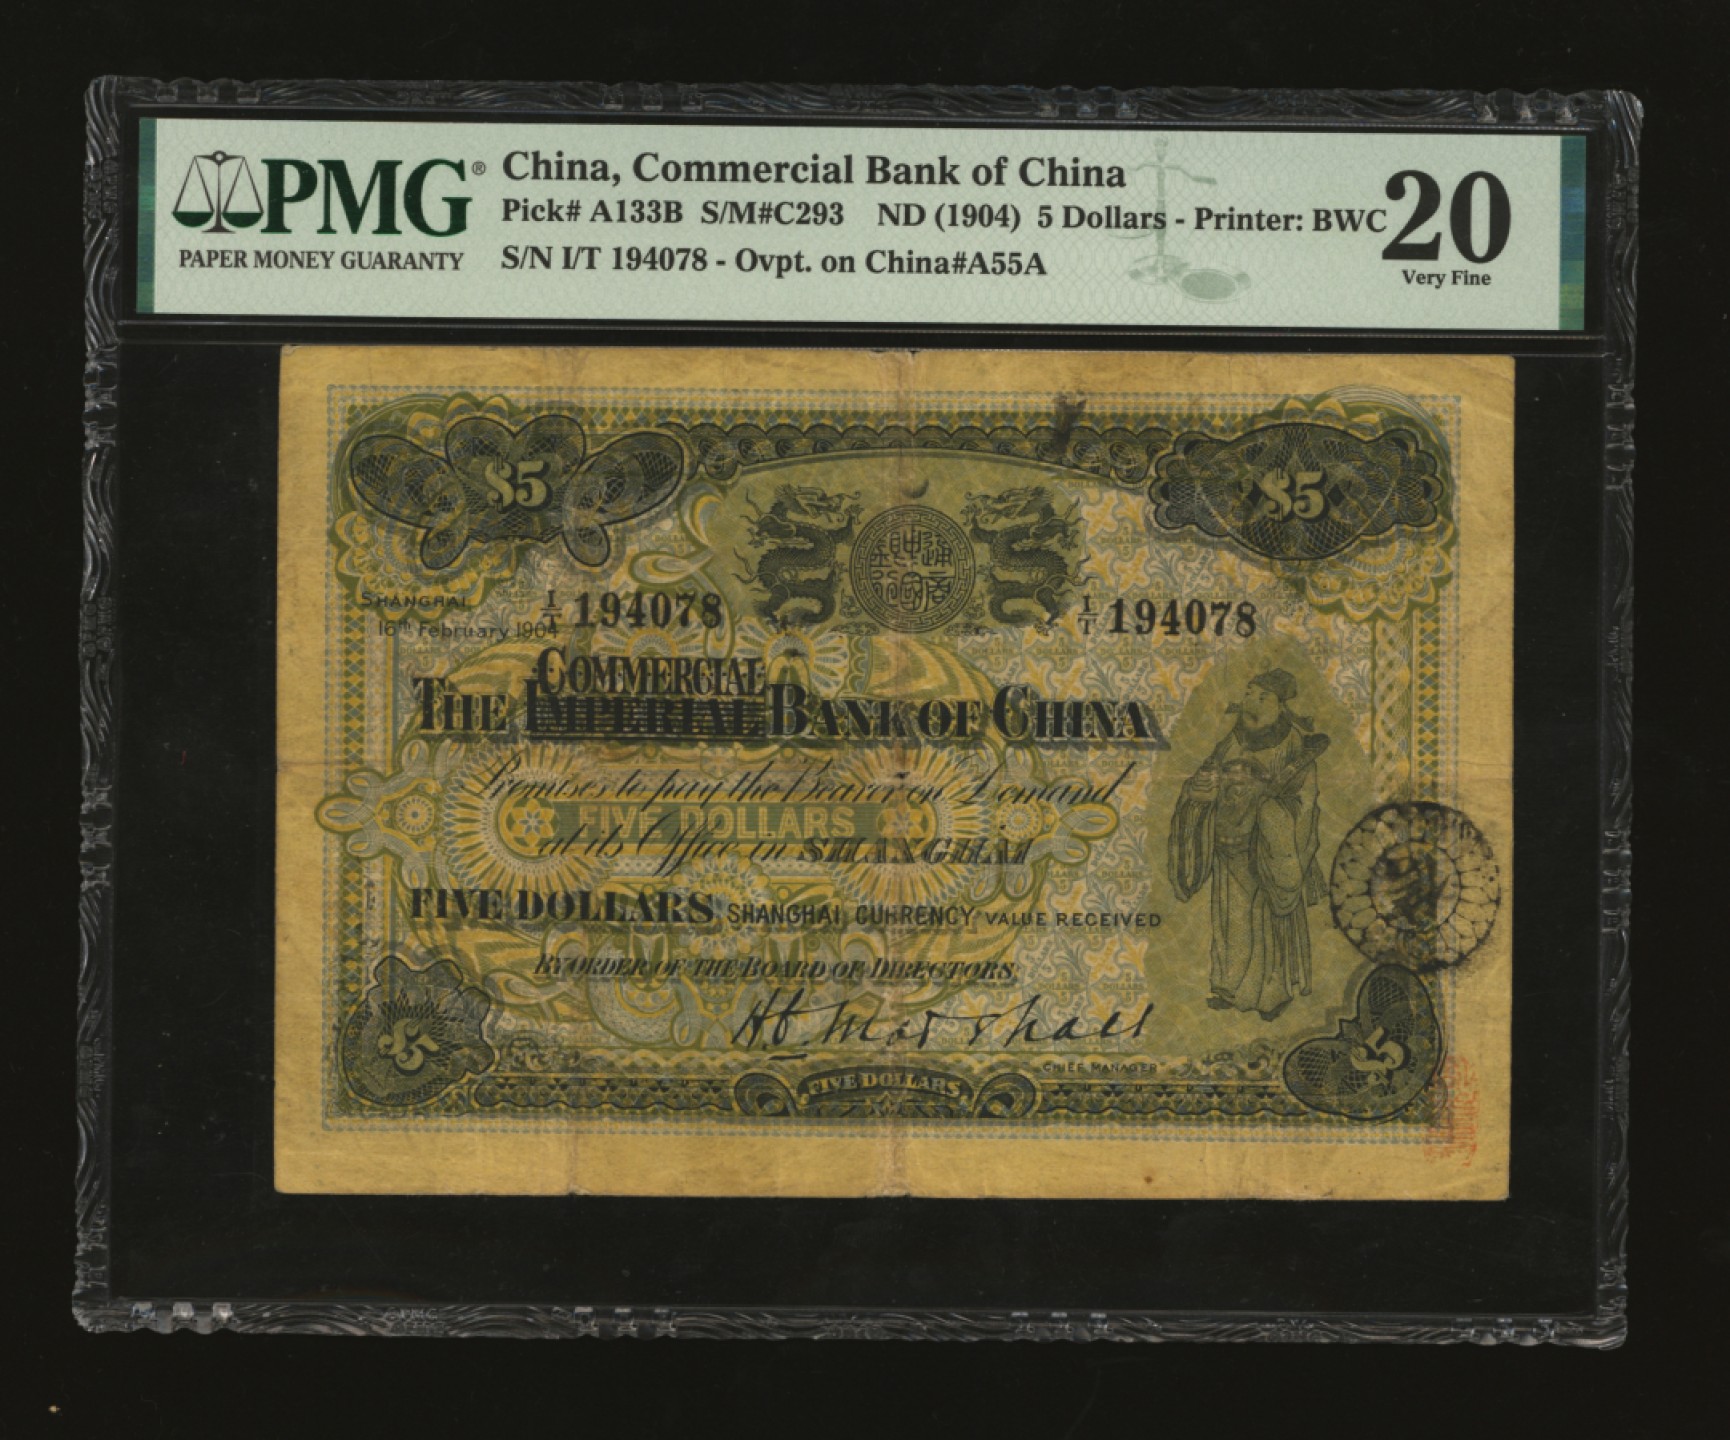 PMG®
PAPER MONEY GUARANTY
China, Commercial Bank of China
Pick# A133B S/M#C293 ND (1904) 5 Dollars - Printer: BWC
S/N I/T 194078 - Ovpt. on China#A55A
20
Very Fine
$5
$5
SHANGHAI
16th February 1904
I/T 194078
I/T 194078
COMMERCIAL
THE IMPERIAL BANK OF CHINA
Promises to pay the Bearer on Demand
FIVE DOLLARS
at its Office in SHANGHAI
FIVE DOLLARS SHANGHAI CURRENCY VALUE RECEIVED
BY ORDER OF THE BOARD OF DIRECTORS
H.C. Marshall
CHIEF MANAGER
$5
FIVE DOLLARS
$5